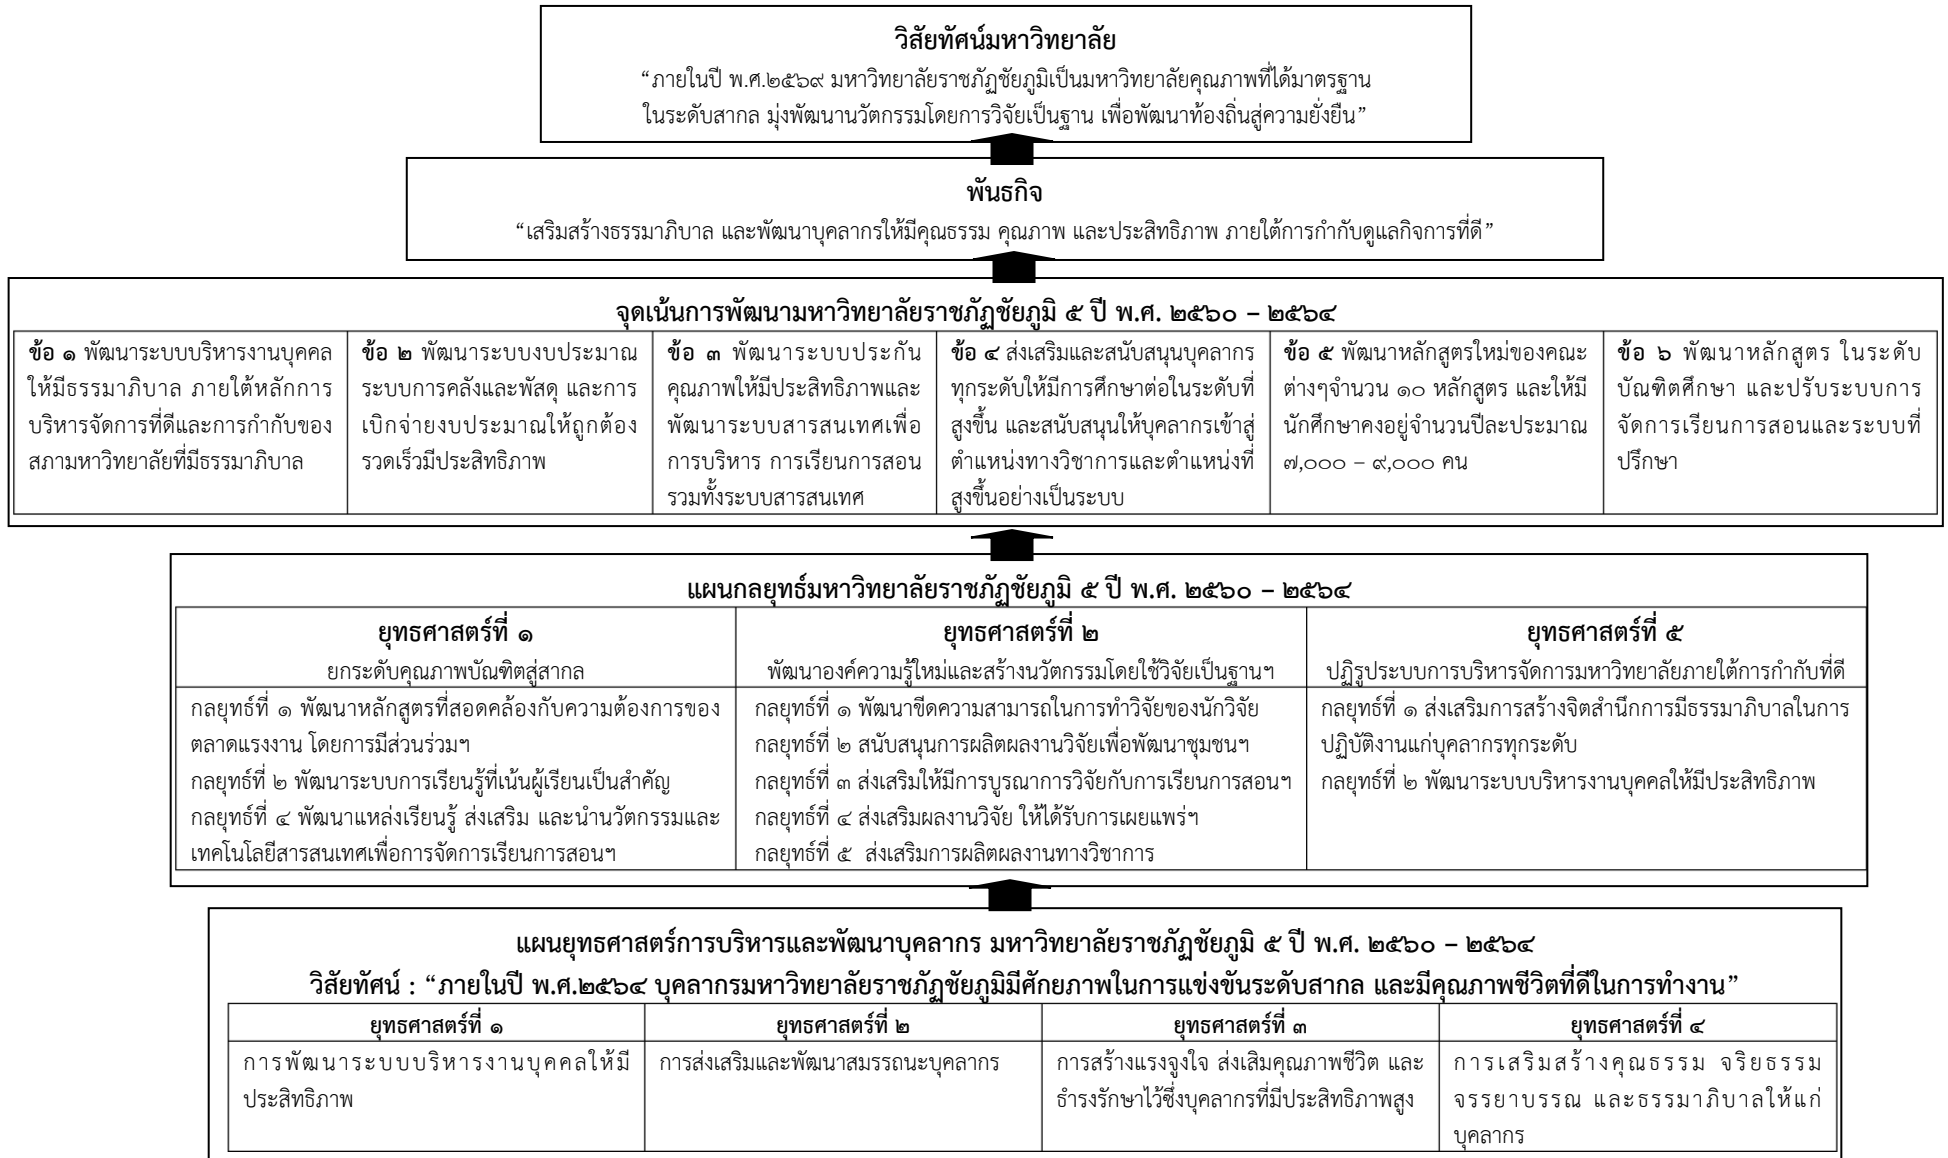 วิสัยทัศน์มหาวิทยาลัย
“ภายในปี พ.ศ.๒๕๖๙ มหาวิทยาลัยราชภัฏชัยภูมิเป็นมหาวิทยาลัยคุณภาพที่ได้มาตรฐาน
ในระดับสากล มุ่งพัฒนานวัตกรรมโดยการวิจัยเป็นฐาน เพื่อพัฒนาท้องถิ่นสู่ความยั่งยืน”
พันธกิจ
“เสริมสร้างธรรมาภิบาล และพัฒนาบุคลากรให้มีคุณธรรม คุณภาพ และประสิทธิภาพ ภายใต้การกำกับดูแลกิจการที่ดี”
จุดเน้นการพัฒนามหาวิทยาลัยราชภัฏชัยภูมิ ๕ ปี พ.ศ. ๒๕๖๐ – ๒๕๖๔
ข้อ ๑ พัฒนาระบบบริหารงานบุคคล
ให้มีธรรมาภิบาล ภายใต้หลักการ
บริหารจัดการที่ดีและการกำกับของ
สภามหาวิทยาลัยที่มีธรรมาภิบาล
ข้อ ๒ พัฒนาระบบงบประมาณ
ระบบการคลังและพัสดุ และการ
เบิกจ่ายงบประมาณให้ถูกต้อง
รวดเร็วมีประสิทธิภาพ
ข้อ ๓ พัฒนาระบบประกัน
คุณภาพให้มีประสิทธิภาพและ
พัฒนาระบบสารสนเทศเพื่อ
การบริหาร การเรียนการสอน
รวมทั้งระบบสารสนเทศ
ข้อ ๔ ส่งเสริมและสนับสนุนบุคลากร
ทุกระดับให้มีการศึกษาต่อในระดับที่
สูงขึ้น และสนับสนุนให้บุคลากรเข้าสู่
ตำแหน่งทางวิชาการและตำแหน่งที่
สูงขึ้นอย่างเป็นระบบ
ข้อ ๕ พัฒนาหลักสูตรใหม่ของคณะ
ต่างๆจำนวน ๑๐ หลักสูตร และให้มี
นักศึกษาคงอยู่จำนวนปีละประมาณ
๗,๐๐๐ – ๙,๐๐๐ คน
ข้อ ๖ พัฒนาหลักสูตร ในระดับ
บัณฑิตศึกษา และปรับระบบการ
จัดการเรียนการสอนและระบบที่
ปรึกษา
แผนกลยุทธ์มหาวิทยาลัยราชภัฏชัยภูมิ ๕ ปี พ.ศ. ๒๕๖๐ – ๒๕๖๔
ยุทธศาสตร์ที่ ๑
ยกระดับคุณภาพบัณฑิตสู่สากล
กลยุทธ์ที่ ๑ พัฒนาหลักสูตรที่สอดคล้องกับความต้องการของ
ตลาดแรงงาน โดยการมีส่วนร่วมฯ
กลยุทธ์ที่ ๒ พัฒนาระบบการเรียนรู้ที่เน้นผู้เรียนเป็นสำคัญ
กลยุทธ์ที่ ๔ พัฒนาแหล่งเรียนรู้ ส่งเสริม และนำนวัตกรรมและ
เทคโนโลยีสารสนเทศเพื่อการจัดการเรียนการสอนฯ
ยุทธศาสตร์ที่ ๒
พัฒนาองค์ความรู้ใหม่และสร้างนวัตกรรมโดยใช้วิจัยเป็นฐานฯ
กลยุทธ์ที่ ๑ พัฒนาขีดความสามารถในการทำวิจัยของนักวิจัย
กลยุทธ์ที่ ๒ สนับสนุนการผลิตผลงานวิจัยเพื่อพัฒนาชุมชนฯ
กลยุทธ์ที่ ๓ ส่งเสริมให้มีการบูรณาการวิจัยกับการเรียนการสอนฯ
กลยุทธ์ที่ ๔ ส่งเสริมผลงานวิจัย ให้ได้รับการเผยแพร่ฯ
กลยุทธ์ที่ ๕ ส่งเสริมการผลิตผลงานทางวิชาการ
ยุทธศาสตร์ที่ ๕
ปฏิรูประบบการบริหารจัดการมหาวิทยาลัยภายใต้การกำกับที่ดี
กลยุทธ์ที่ ๑ ส่งเสริมการสร้างจิตสำนึกการมีธรรมาภิบาลในการ
ปฏิบัติงานแก่บุคลากรทุกระดับ
กลยุทธ์ที่ ๒ พัฒนาระบบบริหารงานบุคคลให้มีประสิทธิภาพ
แผนยุทธศาสตร์การบริหารและพัฒนาบุคลากร มหาวิทยาลัยราชภัฏชัยภูมิ ๕ ปี พ.ศ. ๒๕๖๐ – ๒๕๖๔
วิสัยทัศน์ : “ภายในปี พ.ศ.๒๕๖๔ บุคลากรมหาวิทยาลัยราชภัฏชัยภูมิมีศักยภาพในการแข่งขันระดับสากล และมีคุณภาพชีวิตที่ดีในการทำงาน”
ยุทธศาสตร์ที่ ๑
การพัฒนาระบบบริหารงานบุคคลให้มี
ประสิทธิภาพ
ยุทธศาสตร์ที่ ๒
การส่งเสริมและพัฒนาสมรรถนะบุคลากร
ยุทธศาสตร์ที่ ๓
การสร้างแรงจูงใจ ส่งเสิมคุณภาพชีวิต และ
ธำรงรักษาไว้ซึ่งบุคลากรที่มีประสิทธิภาพสูง
ยุทธศาสตร์ที่ ๔
การเสริมสร้างคุณธรรม จริยธรรม
จรรยาบรรณ และธรรมาภิบาลให้แก่
บุคลากร